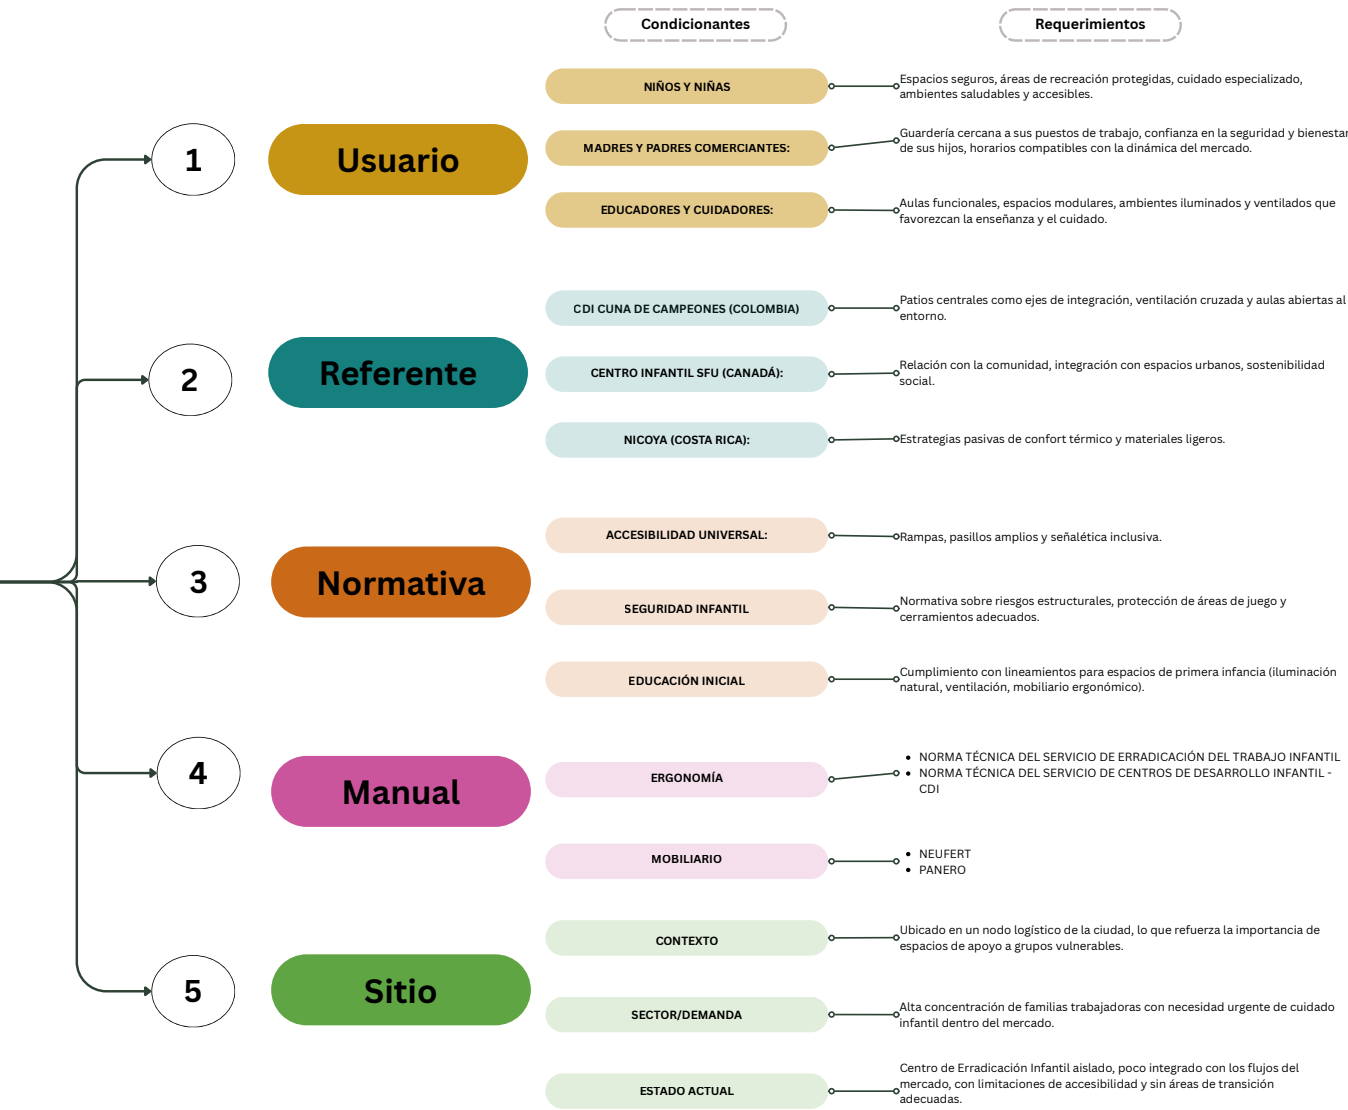 Condicionantes
Requerimientos
1
Usuario
NIÑOS Y NIÑAS
Espacios seguros, áreas de recreación protegidas, cuidado especializado,
ambientes saludables y accesibles.
MADRES Y PADRES COMERCIANTES:
Guardería cercana a sus puestos de trabajo, confianza en la seguridad y bienestar
de sus hijos, horarios compatibles con la dinámica del mercado.
EDUCADORES Y CUIDADORES:
Aulas funcionales, espacios modulares, ambientes iluminados y ventilados que
favorezcan la enseñanza y el cuidado.
2
Referente
CDI CUNA DE CAMPEONES (COLOMBIA)
Patios centrales como ejes de integración, ventilación cruzada y aulas abiertas al
entorno.
CENTRO INFANTIL SFU (CANADÁ):
Relación con la comunidad, integración con espacios urbanos, sostenibilidad
social.
NICOYA (COSTA RICA):
Estrategias pasivas de confort térmico y materiales ligeros.
3
Normativa
ACCESIBILIDAD UNIVERSAL:
Rampas, pasillos amplios y señalética inclusiva.
SEGURIDAD INFANTIL
Normativa sobre riesgos estructurales, protección de áreas de juego y
cerramientos adecuados.
EDUCACIÓN INICIAL
Cumplimiento con lineamientos para espacios de primera infancia (iluminación
natural, ventilación, mobiliario ergonómico).
4
Manual
ERGONOMÍA
• NORMA TÉCNICA DEL SERVICIO DE ERRADICACIÓN DEL TRABAJO INFANTIL
• NORMA TÉCNICA DEL SERVICIO DE CENTROS DE DESARROLLO INFANTIL -
CDI
MOBILIARIO
• NEUFERT
• PANERO
5
Sitio
CONTEXTO
Ubicado en un nodo logístico de la ciudad, lo que refuerza la importancia de
espacios de apoyo a grupos vulnerables.
SECTOR/DEMANDA
Alta concentración de familias trabajadoras con necesidad urgente de cuidado
infantil dentro del mercado.
ESTADO ACTUAL
Centro de Erradicación Infantil aislado, poco integrado con los flujos del
mercado, con limitaciones de accesibilidad y sin áreas de transición
adecuadas.